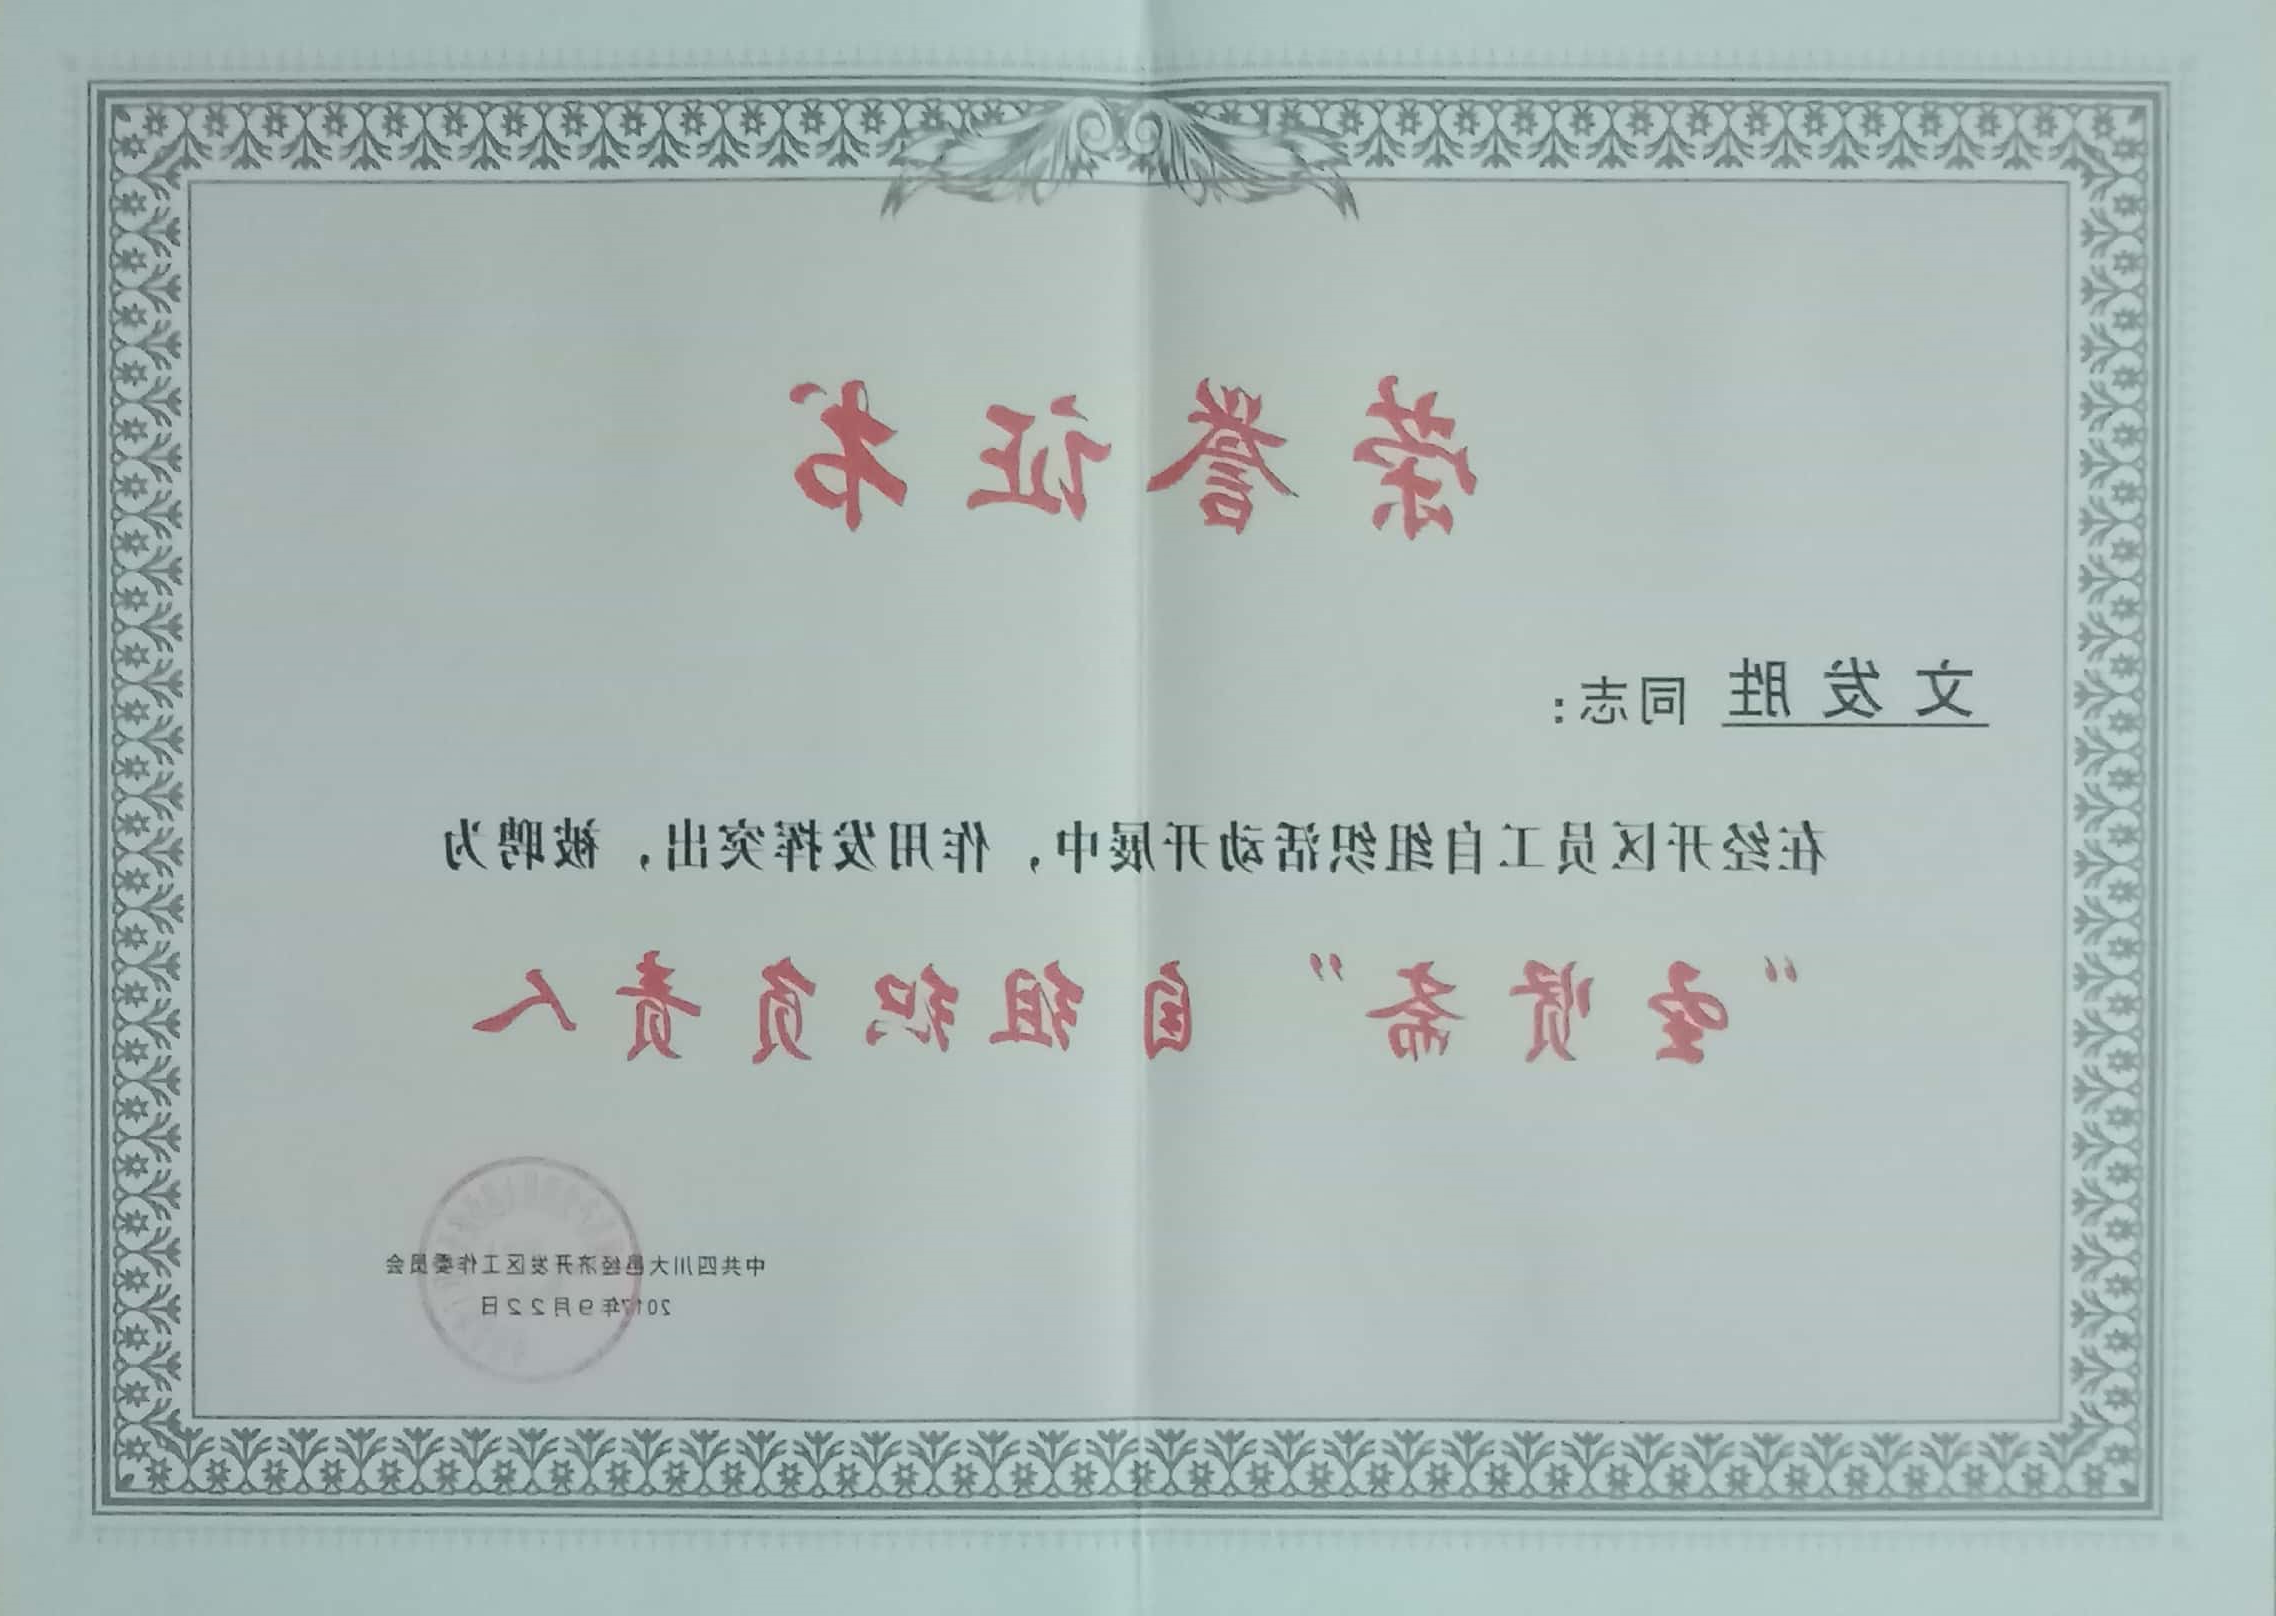 荣誉证书
文发胜 同志：
在经开区员工自组织活动开展中，作用发挥突出，被聘为
“圣贤斋”自组织负责人
中共四川大邑经济开发区工作委员会
2017年9月22日